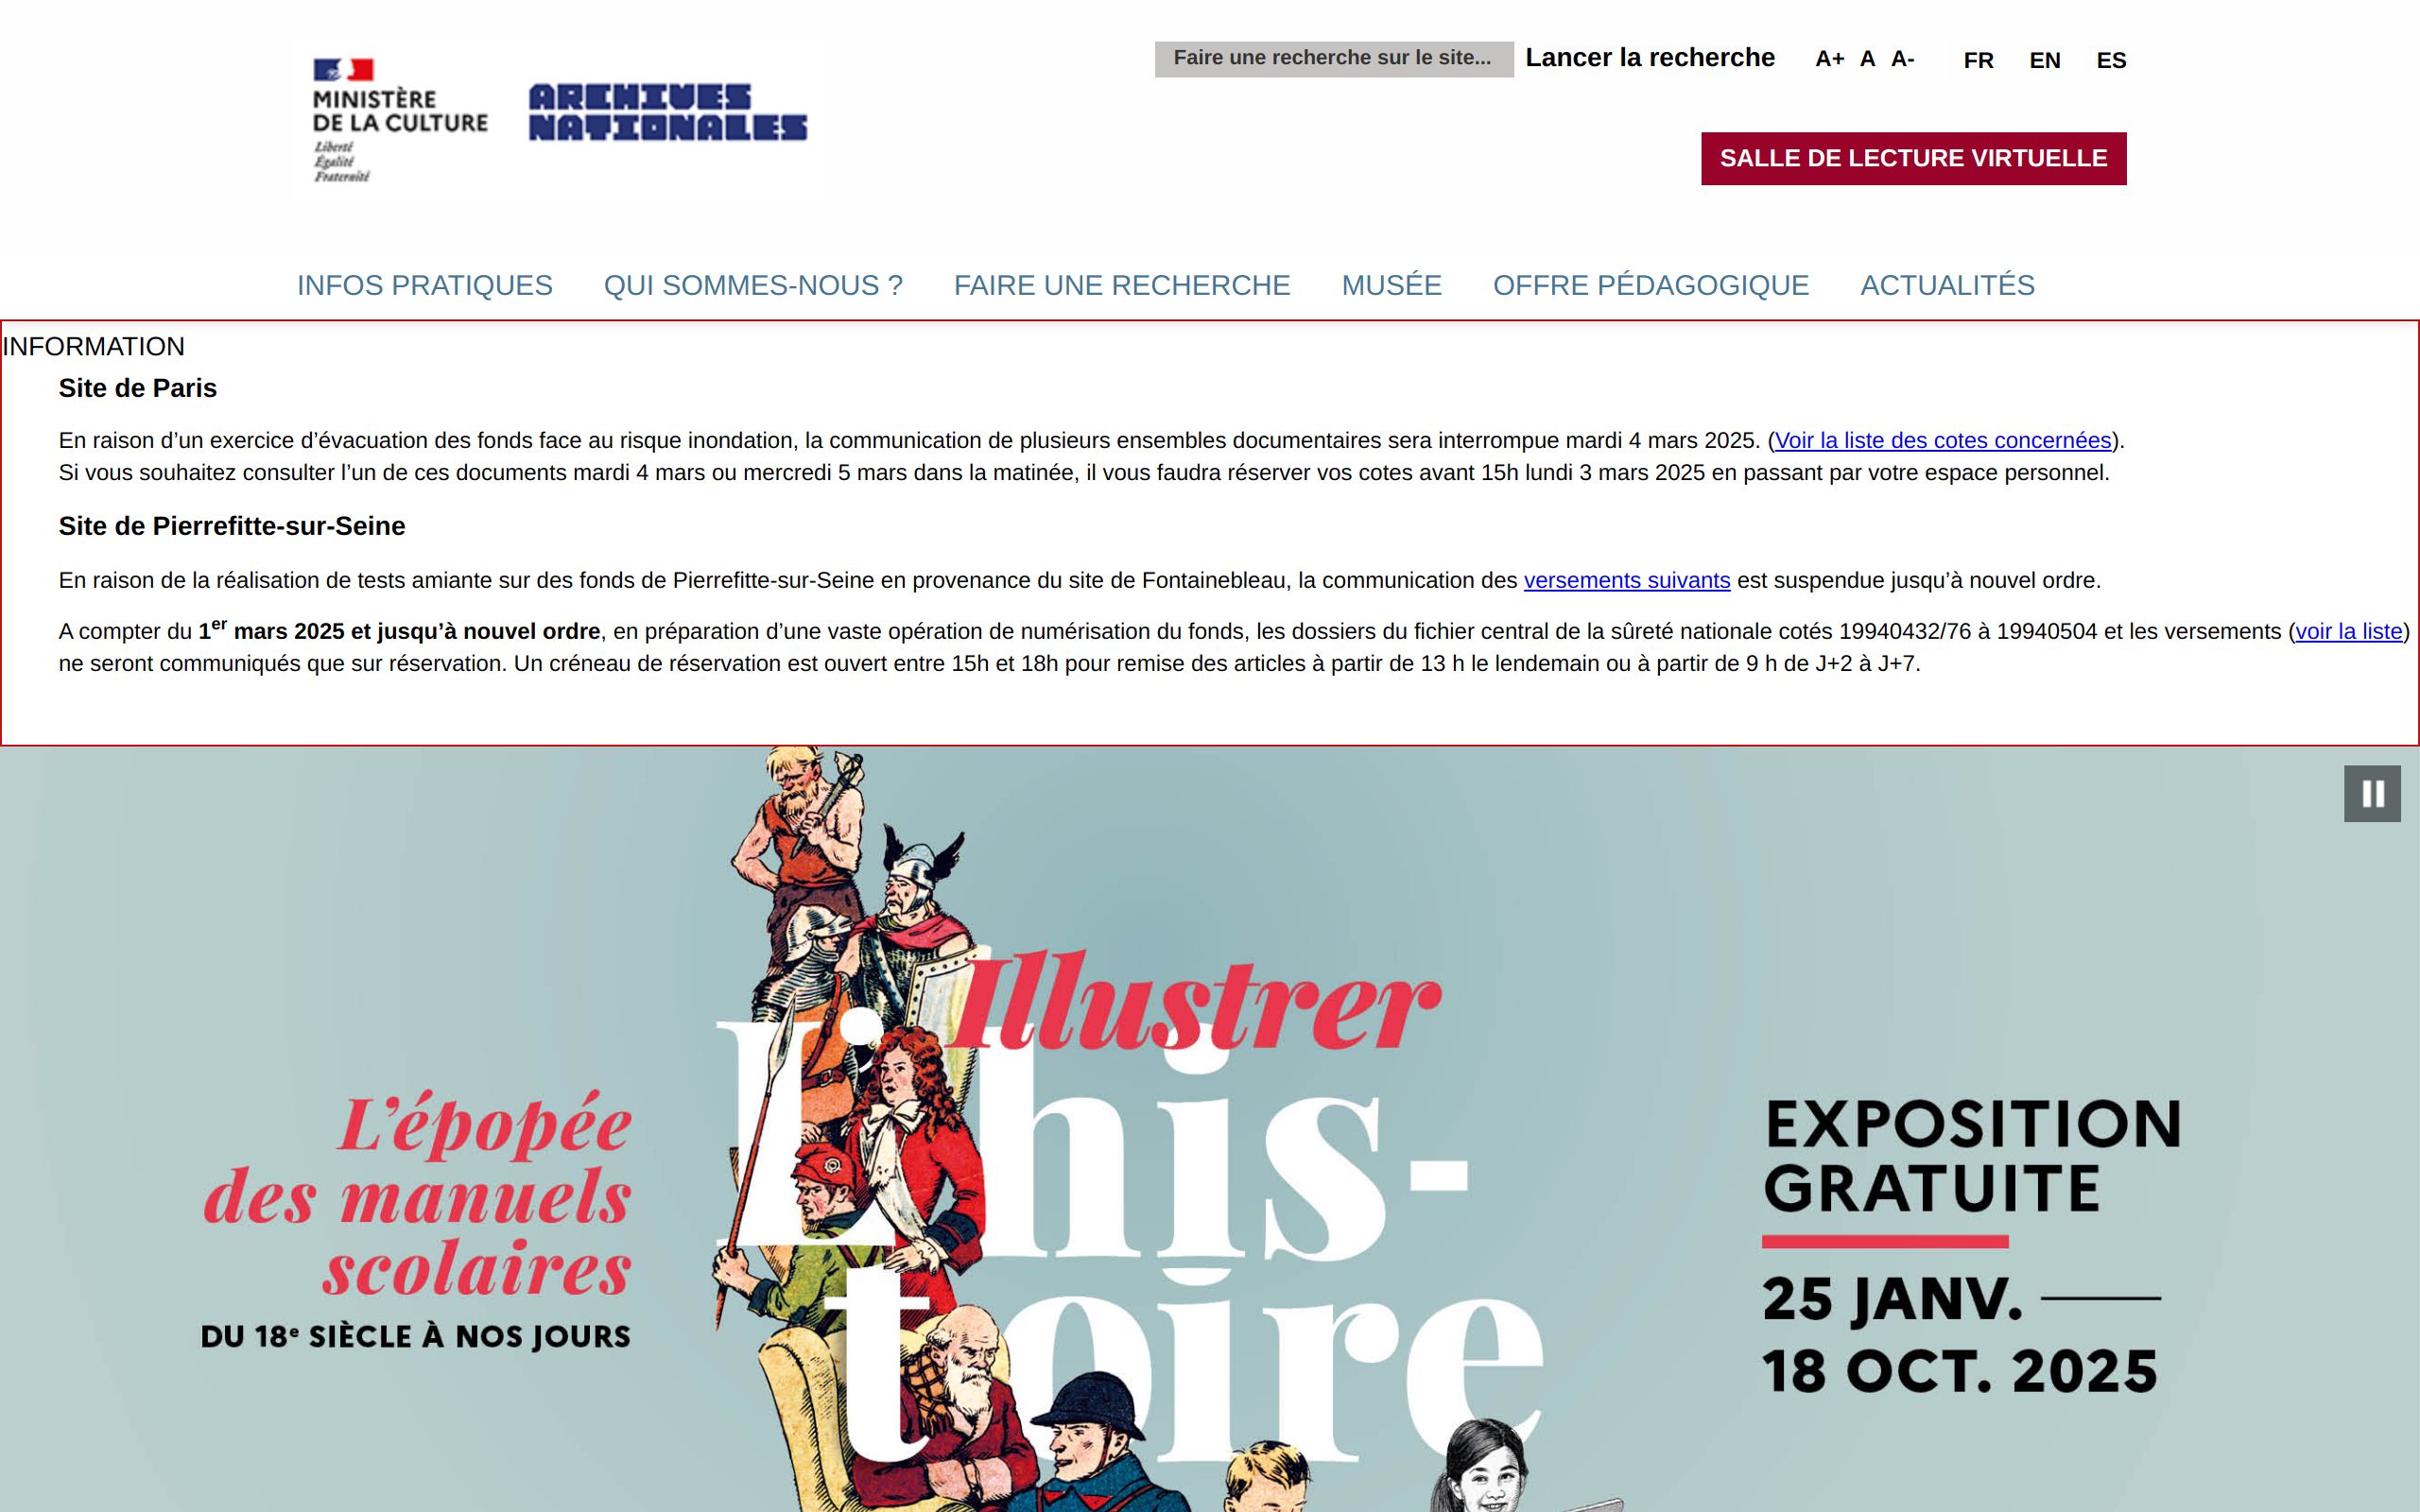 Faire une recherche sur le site... Lancer la recherche A+ A A- FR EN ES
MINISTÈRE
DE LA CULTURE
Liberté
Égalité
Fraternité
ARCHIVES
NATIONALES
SALLE DE LECTURE VIRTUELLE
INFOS PRATIQUES QUI SOMMES-NOUS ? FAIRE UNE RECHERCHE MUSÉE OFFRE PÉDAGOGIQUE ACTUALITÉS
INFORMATION
Site de Paris
En raison d’un exercice d’évacuation des fonds face au risque inondation, la communication de plusieurs ensembles documentaires sera interrompue mardi 4 mars 2025. (Voir la liste des cotes concernées).
Si vous souhaitez consulter l’un de ces documents mardi 4 mars ou mercredi 5 mars dans la matinée, il vous faudra réserver vos cotes avant 15h lundi 3 mars 2025 en passant par votre espace personnel.
Site de Pierrefitte-sur-Seine
En raison de la réalisation de tests amiante sur des fonds de Pierrefitte-sur-Seine en provenance du site de Fontainebleau, la communication des versements suivants est suspendue jusqu’à nouvel ordre.
A compter du 1er mars 2025 et jusqu’à nouvel ordre, en préparation d’une vaste opération de numérisation du fonds, les dossiers du fichier central de la sûreté nationale cotés 19940432/76 à 19940504 et les versements (voir la liste)
ne seront communiqués que sur réservation. Un créneau de réservation est ouvert entre 15h et 18h pour remise des articles à partir de 13 h le lendemain ou à partir de 9 h de J+2 à J+7.
Illustrer
L’his-
toire
L’épopée
des manuels
scolaires
DU 18e SIÈCLE À NOS JOURS
EXPOSITION
GRATUITE
25 JANV.
18 OCT. 2025